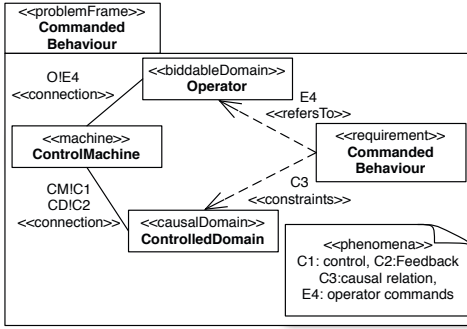 <<problemFrame>>
Commanded
Behaviour
O!E4
<<connection>>
<<biddableDomain>>
Operator
E4
<<refersTo>>
<<machine>>
ControlMachine
<<requirement>>
Commanded
Behaviour
CM!C1
CD!C2
<<connection>>
C3
<<constraints>>
<<causalDomain>>
ControlledDomain
<<phenomena>>
C1: control, C2:Feedback
C3:causal relation,
E4: operator commands